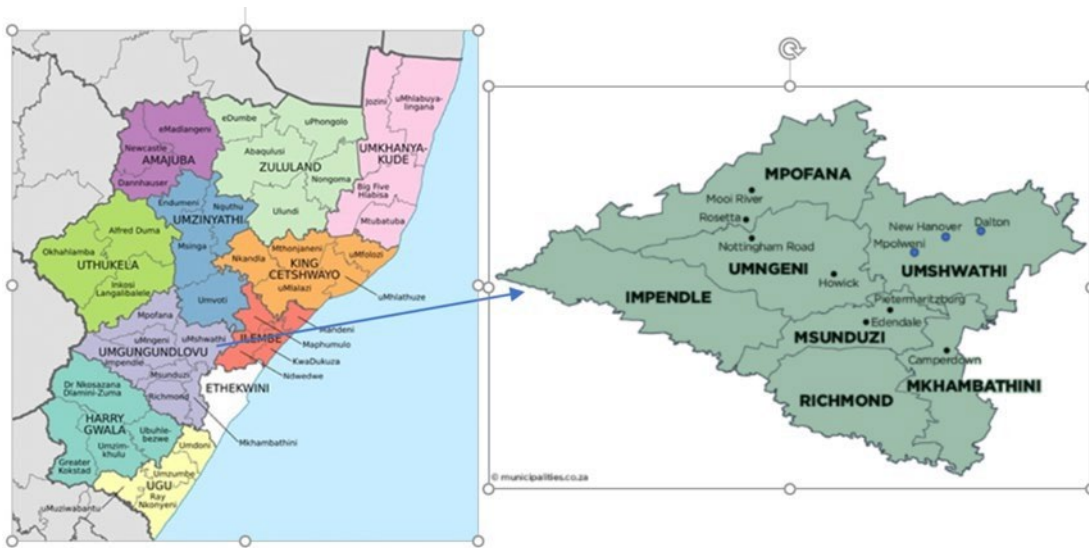 eDumbe
uPhongolo
Jozini
uMhlabuya-
lingana
eMadlangeni
Newcastle
AMAJUBA
Dannhauser
Abaqulusi
ZULULAND
Nongoma
Ulundi
UMKHANYA-
KUDE
Big Five
Hlabisa
Mtubatuba
Endumeni
Nquthu
UMZINYATHI
Msinga
Umvoti
Alfred Duma
Okhahlamba
UTHUKELA
Inkosi
Langalibalele
Mthonjaneni
Nkandla
KING
CETSHWAYO
uMfolozi
uMlalazi
uMhlathuze
Mpofana
uMngeni
uMshwathi
UMGUNGUNDLOVU
Impendle
Msunduzi
Richmond
ILEMBE
Mandeni
Maphumulo
KwaDukuza
Ndwedwe
ETHEKWINI
Mkhambathini
Dr Nkosazana
Dlamini-Zuma
HARRY
GWALA
Ubuhle-
bezwe
Umzim-
khulu
Greater
Kokstad
Umdoni
Umzumbe
UGU
Ray
Nkonyeni
uMuziwabantu
MPOFANA
Mooi River
Rosetta
Nottingham Road
New Hanover
Dalton
Mpolweni
UMNGENI
UMSHWATHI
Howick
IMPENDLE
Pietermaritzburg
Edendale
MSUNDUZI
Camperdown
MKHAMBATHINI
RICHMOND
© municipalities.co.za